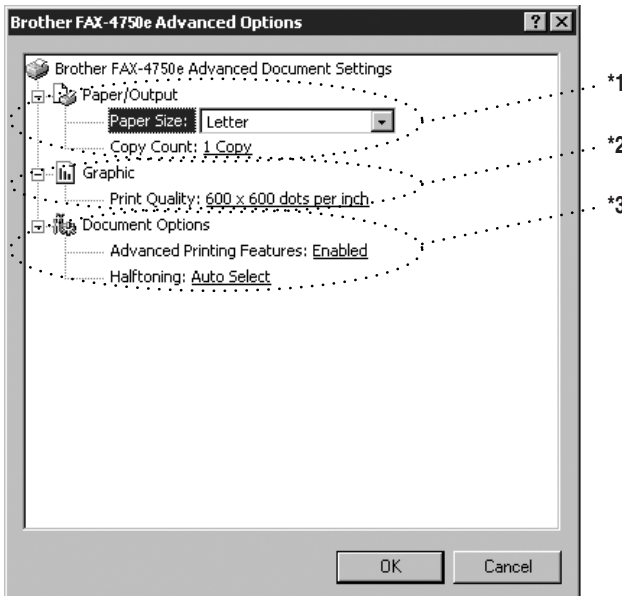 Brother FAX-4750e Advanced Options
Brother FAX-4750e Advanced Document Settings
Paper/Output
Paper Size: Letter
Copy Count: 1 Copy
Graphic
Print Quality: 600 x 600 dots per inch
Document Options
Advanced Printing Features: Enabled
Halftoning: Auto Select
*1
*2
*3
OK Cancel